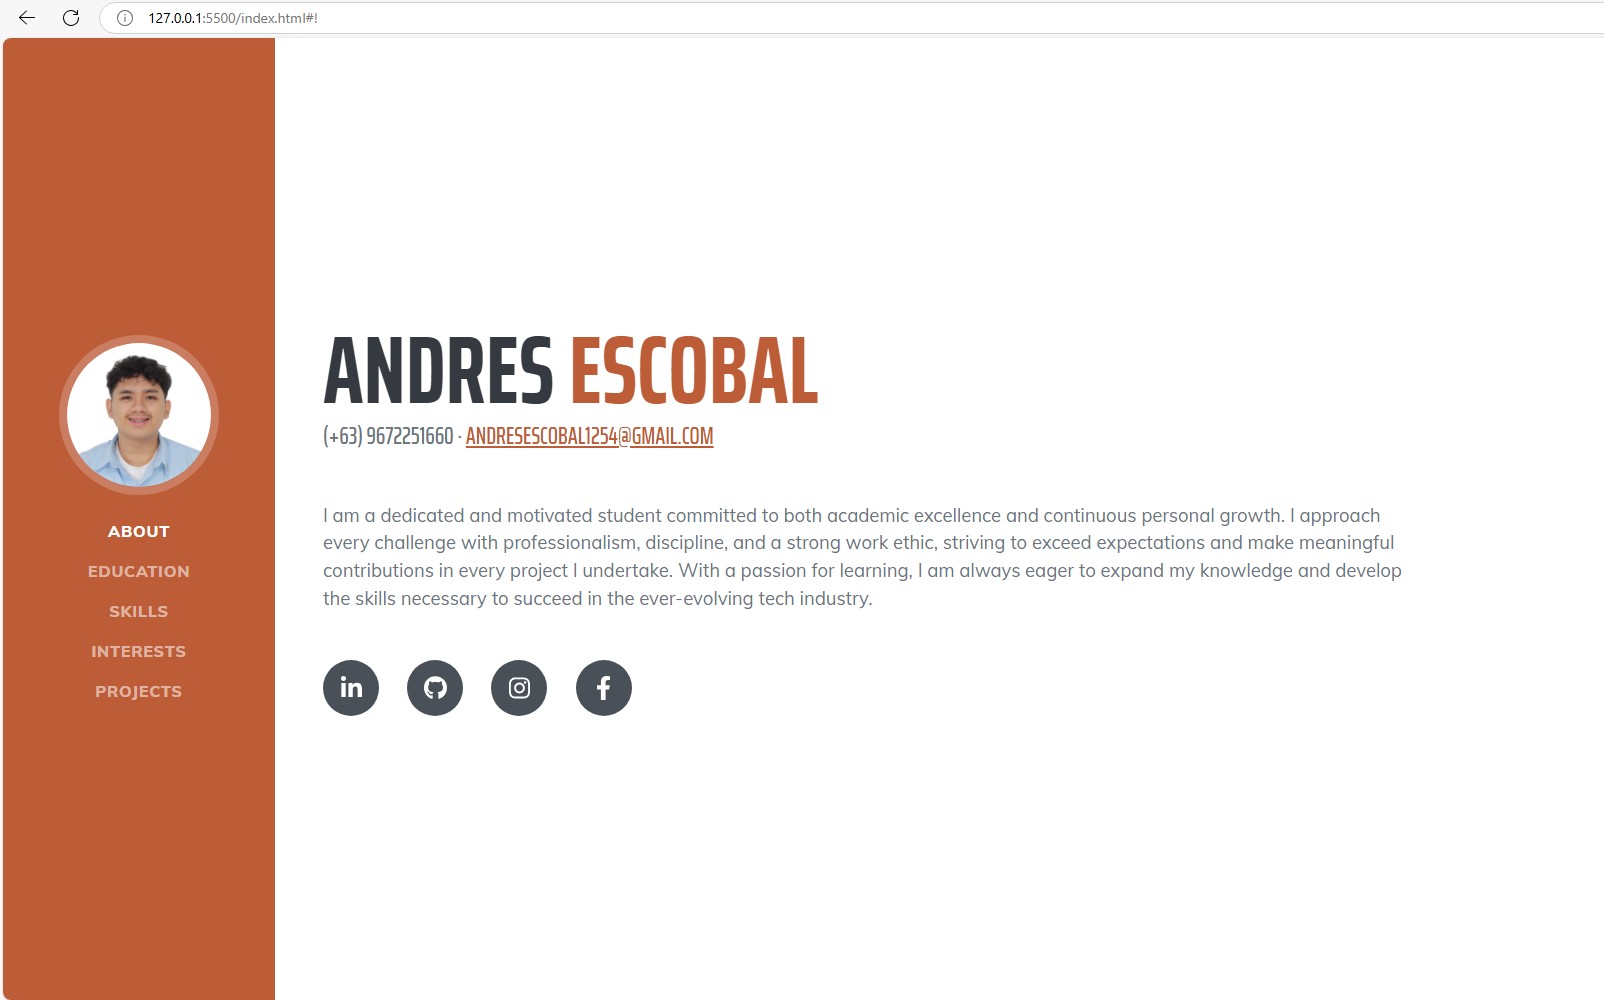 127.0.0.1:5500/index.html#!
ABOUT
EDUCATION
SKILLS
INTERESTS
PROJECTS
ANDRES ESCOBAL
(+63) 9672251660 · ANDRESESCOBAL1254@GMAIL.COM
I am a dedicated and motivated student committed to both academic excellence and continuous personal growth. I approach
every challenge with professionalism, discipline, and a strong work ethic, striving to exceed expectations and make meaningful
contributions in every project I undertake. With a passion for learning, I am always eager to expand my knowledge and develop
the skills necessary to succeed in the ever-evolving tech industry.
in